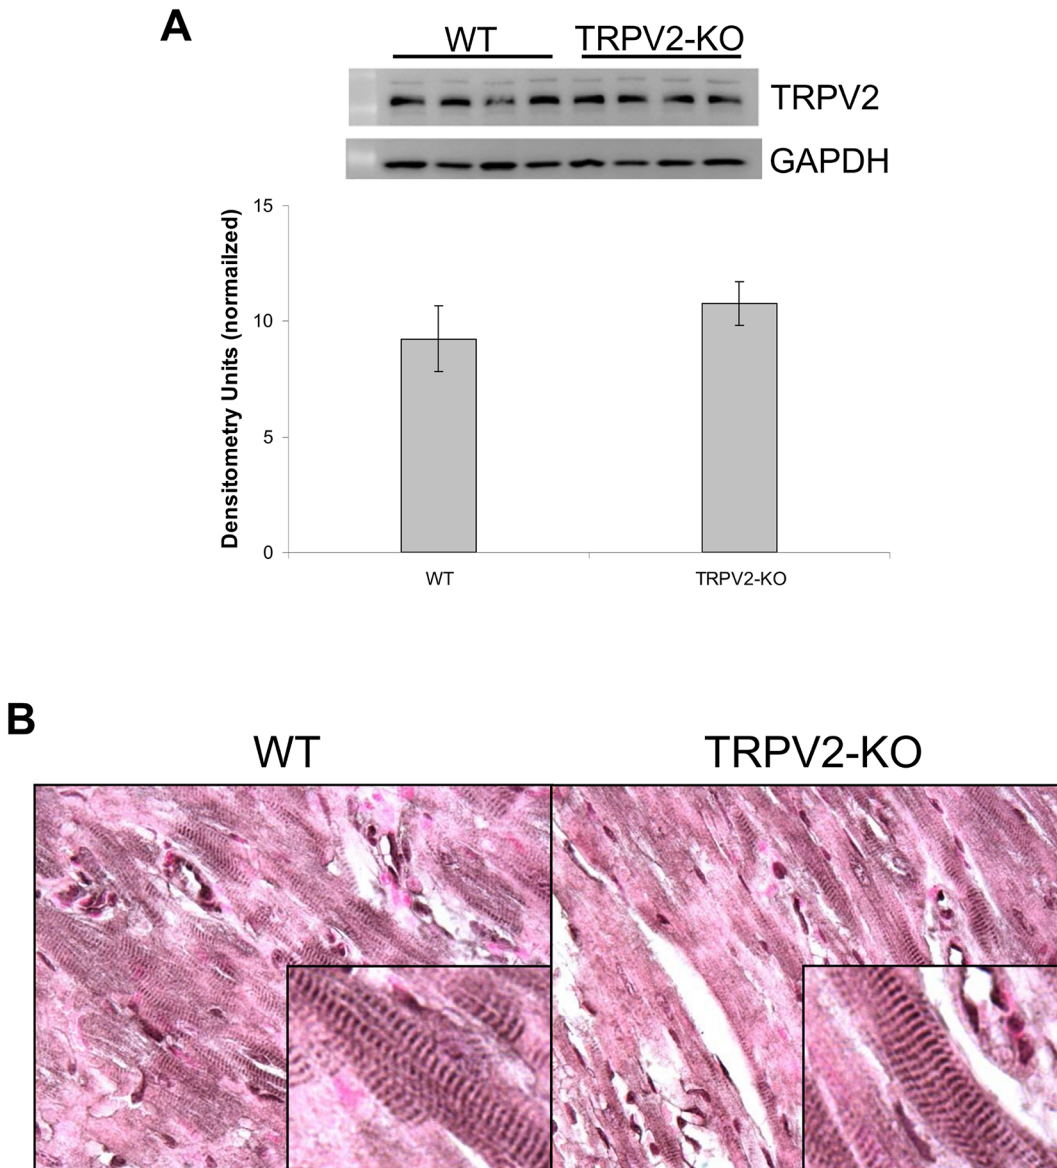 A
WT TRPV2-KO
TRPV2
GAPDH
Densitometry Units (normailzed)
15
10
5
0
WT TRPV2-KO
B
WT TRPV2-KO